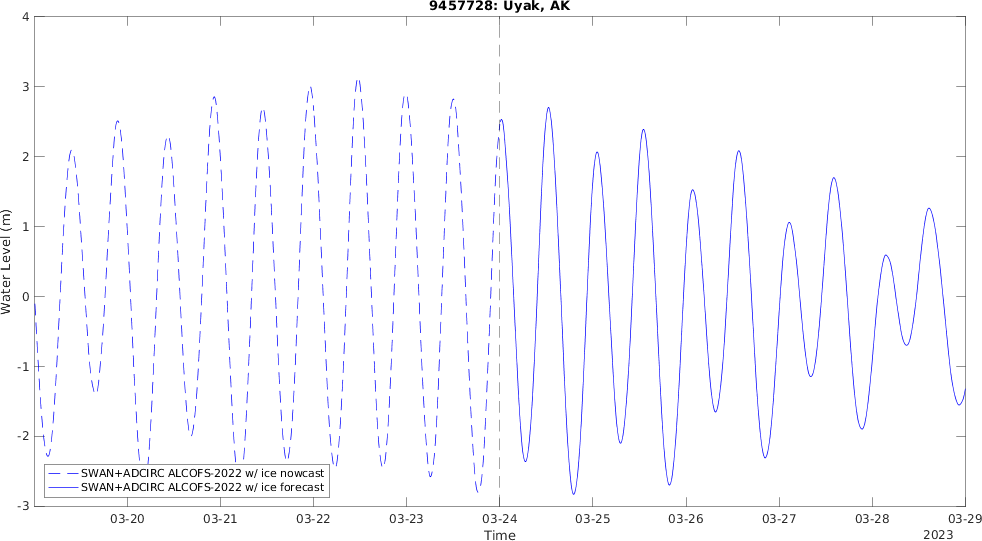 9457728: Uyak, AK
Water Level (m)
4
3
2
1
0
-1
-2
-3
SWAN+ADCIRC ALCOFS-2022 w/ ice nowcast
SWAN+ADCIRC ALCOFS-2022 w/ ice forecast
03-20 03-21 03-22 03-23 03-24 03-25 03-26 03-27 03-28 03-29
Time
2023